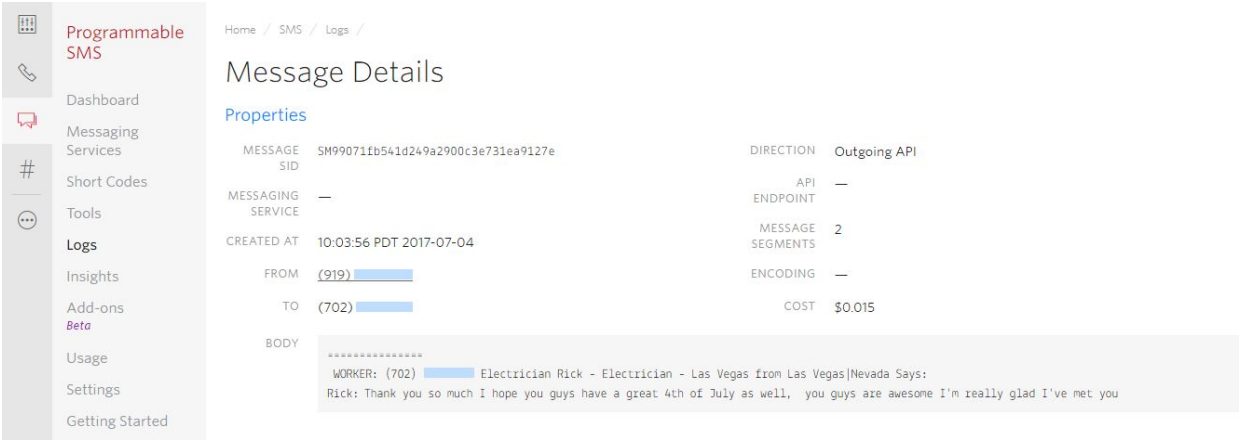 Programmable
SMS
Dashboard
Messaging
Services
Short Codes
Tools
Logs
Insights
Add-ons
Beta
Usage
Settings
Getting Started
Home / SMS / Logs /
Message Details
Properties
MESSAGE SID SM99071fb541d249a2900c3e731ea9127e
MESSAGING SERVICE —
CREATED AT 10:03:56 PDT 2017-07-04
FROM (919)
TO (702)
DIRECTION Outgoing API
API ENDPOINT —
MESSAGE SEGMENTS 2
ENCODING —
COST $0.015
BODY
===============
WORKER: (702) Electrician Rick - Electrician - Las Vegas from Las Vegas|Nevada Says:
Rick: Thank you so much I hope you guys have a great 4th of July as well, you guys are awesome I'm really glad I've met you